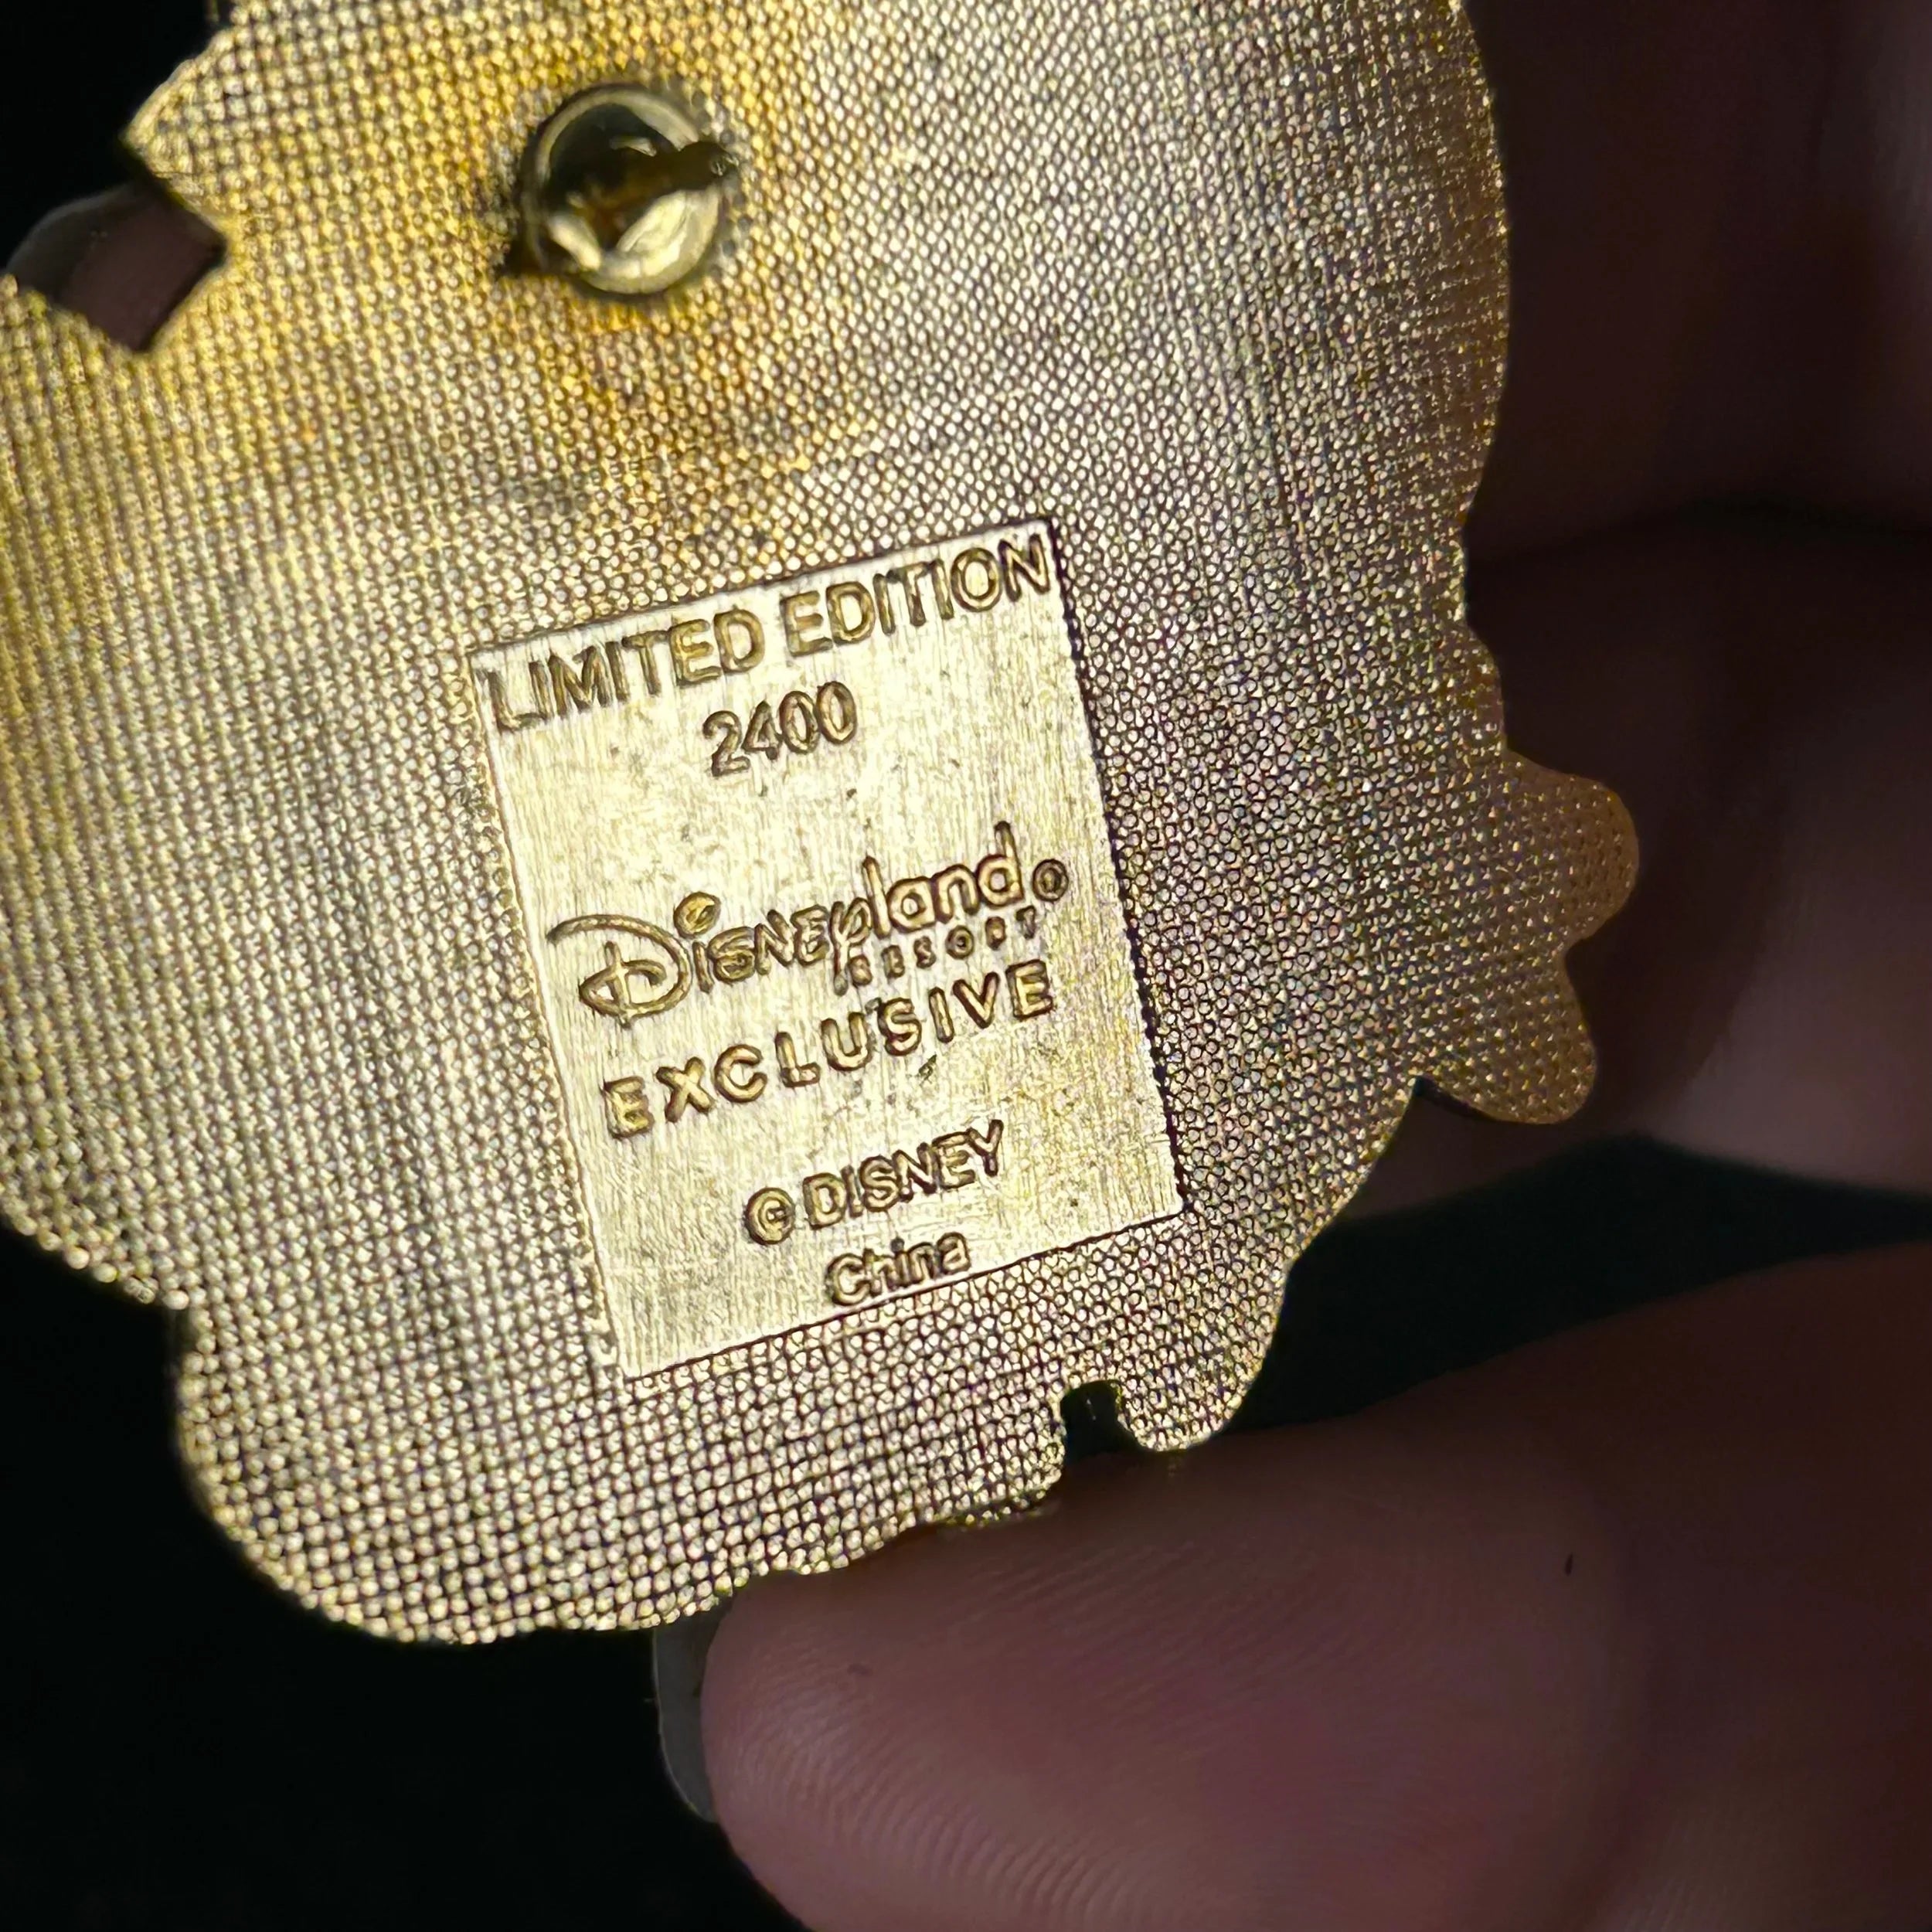 LIMITED EDITION
2400
Disneyland®
RESORT
EXCLUSIVE
© DISNEY
China